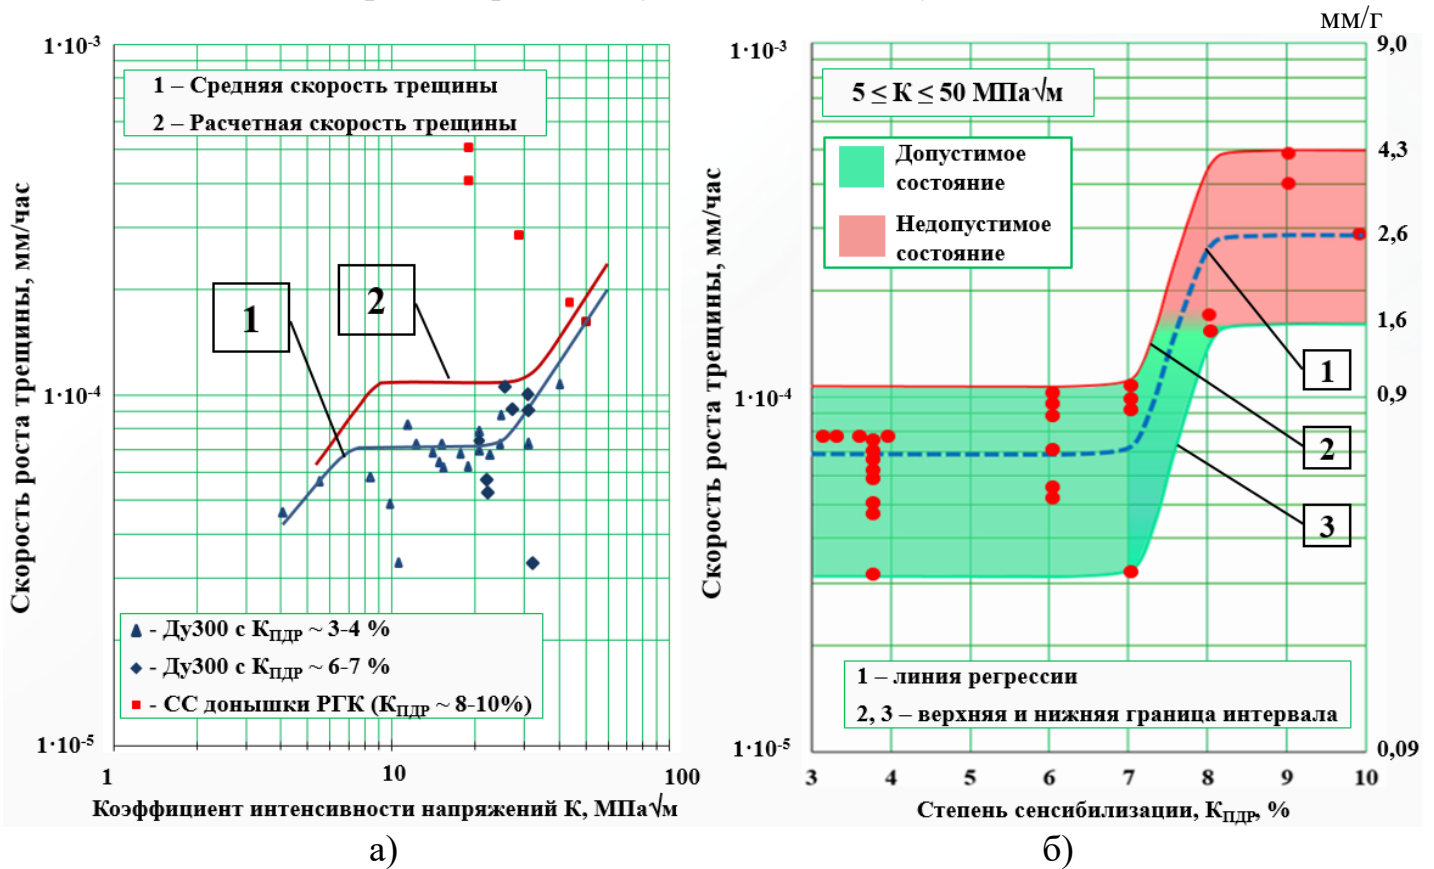 1·10-3
1 – Средняя скорость трещины
2 – Расчетная скорость трещины
1
2
1·10-4
Скорость роста трещины, мм/час
- Ду300 с КПДР ~ 3-4 %
- Ду300 с КПДР ~ 6-7 %
- СС донышки РГК (КПДР ~ 8-10%)
1·10-5
1
10
100
Коэффициент интенсивности напряжений К, МПа√м
а)
мм/г
1·10-3
9,0
5 ≤ К ≤ 50 МПа√м
Допустимое
состояние
Недопустимое
состояние
4,3
2,6
1,6
0,9
1·10-4
1
2
3
Скорость роста трещины, мм/час
1 – линия регрессии
2, 3 – верхняя и нижняя граница интервала
1·10-5
0,09
3
4
5
6
7
8
9
10
Степень сенсибилизации, КПДР, %
б)